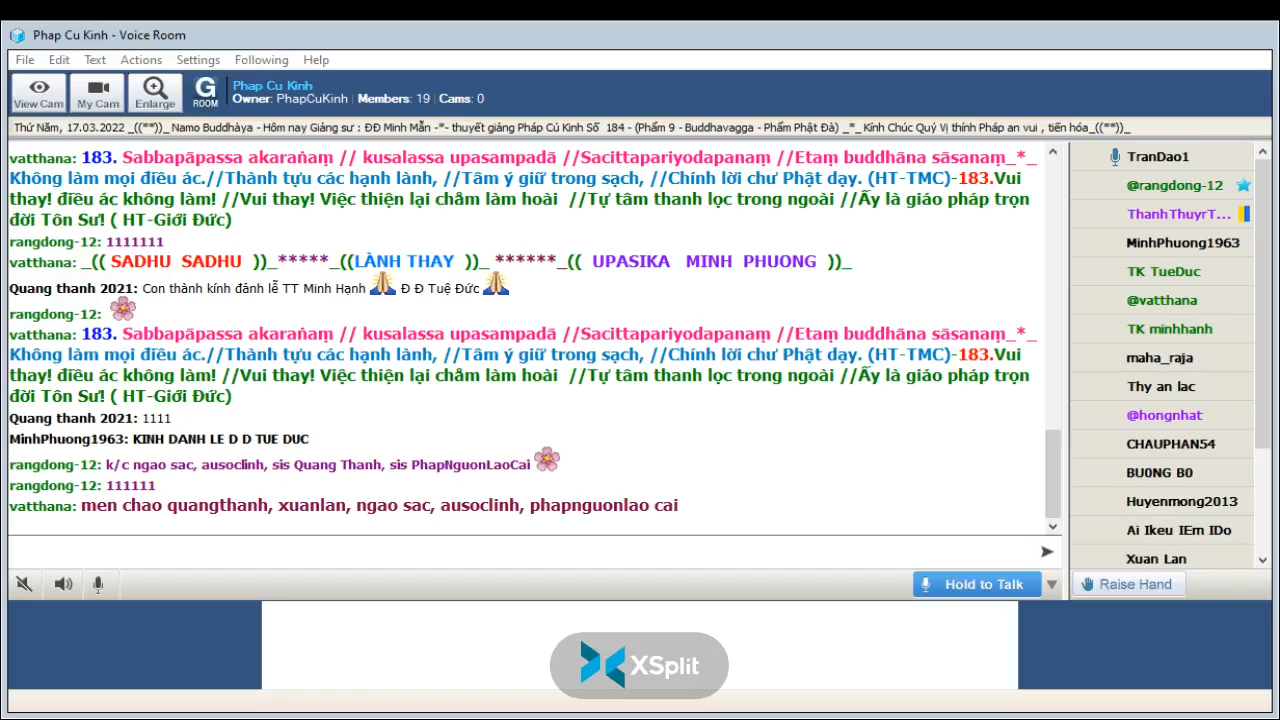 Phap Cu Kinh - Voice Room
File Edit Text Actions Settings Following Help
View Cam My Cam Enlarge G ROOM
Phap Cu Kinh
Owner: PhapCuKinh | Members: 19 | Cams: 0
Thứ Năm, 17.03.2022 _((**))_ Namo Buddhàya - Hôm nay Giảng sư : ĐĐ Minh Mẫn -*- thuyết giảng Pháp Cú Kinh Số 184 - (Phẩm 9 - Buddhavagga - Phẩm Phật Đà) _*_ Kính Chúc Quý Vị thính Pháp an vui , tiến hóa_((**))_
vatthana: 183. Sabbapāpassa akaraṅaṃ // kusalassa upasampadā //Sacittapariyodapanaṃ //Etaṃ buddhāna sāsanaṃ_*_
Không làm mọi điều ác.//Thành tựu các hạnh lành, //Tâm ý giữ trong sạch, //Chính lời chư Phật dạy. (HT-TMC)-183.Vui
thay! điều ác không làm! //Vui thay! Việc thiện lại chăm làm hoài //Tự tâm thanh lọc trong ngoài //Ấy là giáo pháp trọn
đời Tôn Sư! ( HT-Giới Đức)
rangdong-12: 1111111
vatthana: _(( SADHU SADHU ))_*****_((LÀNH THAY ))_ ******_(( UPASIKA MINH PHUONG ))_
Quang thanh 2021: Con thành kính đảnh lễ TT Minh Hạnh Đ Đ Tuệ Đức
rangdong-12:
vatthana: 183. Sabbapāpassa akaraṅaṃ // kusalassa upasampadā //Sacittapariyodapanaṃ //Etaṃ buddhāna sāsanaṃ_*_
Không làm mọi điều ác.//Thành tựu các hạnh lành, //Tâm ý giữ trong sạch, //Chính lời chư Phật dạy. (HT-TMC)-183.Vui
thay! điều ác không làm! //Vui thay! Việc thiện lại chăm làm hoài //Tự tâm thanh lọc trong ngoài //Ấy là giáo pháp trọn
đời Tôn Sư! ( HT-Giới Đức)
Quang thanh 2021: 1111
MinhPhuong1963: KINH DANH LE D D TUE DUC
rangdong-12: k/c ngao sac, ausoclinh, sis Quang Thanh, sis PhapNguonLaoCai
rangdong-12: 111111
vatthana: men chao quangthanh, xuanlan, ngao sac, ausoclinh, phapnguonlao cai
Hold to Talk
TranDao1
@rangdong-12
ThanhThuyrT...
MinhPhuong1963
TK TueDuc
@vatthana
TK minhhanh
maha_raja
Thy an lac
@hongnhat
CHAUPHAN54
BU0NG B0
Huyenmong2013
Ai Ikeu IEm IDo
Xuan Lan
Raise Hand
XSplit